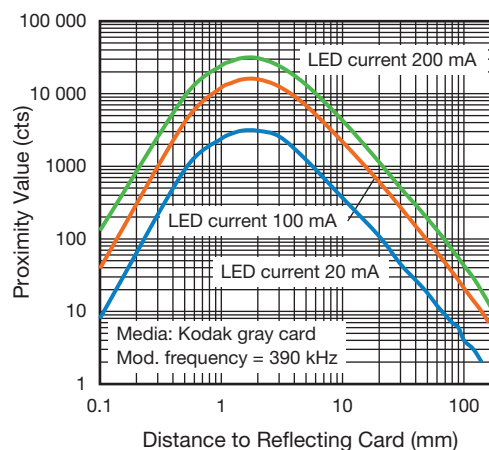 100 000
10 000
1000
100
10
1
0.1
1
10
100
Proximity Value (cts)
Distance to Reflecting Card (mm)
LED current 200 mA
LED current 100 mA
LED current 20 mA
Media: Kodak gray card
Mod. frequency = 390 kHz